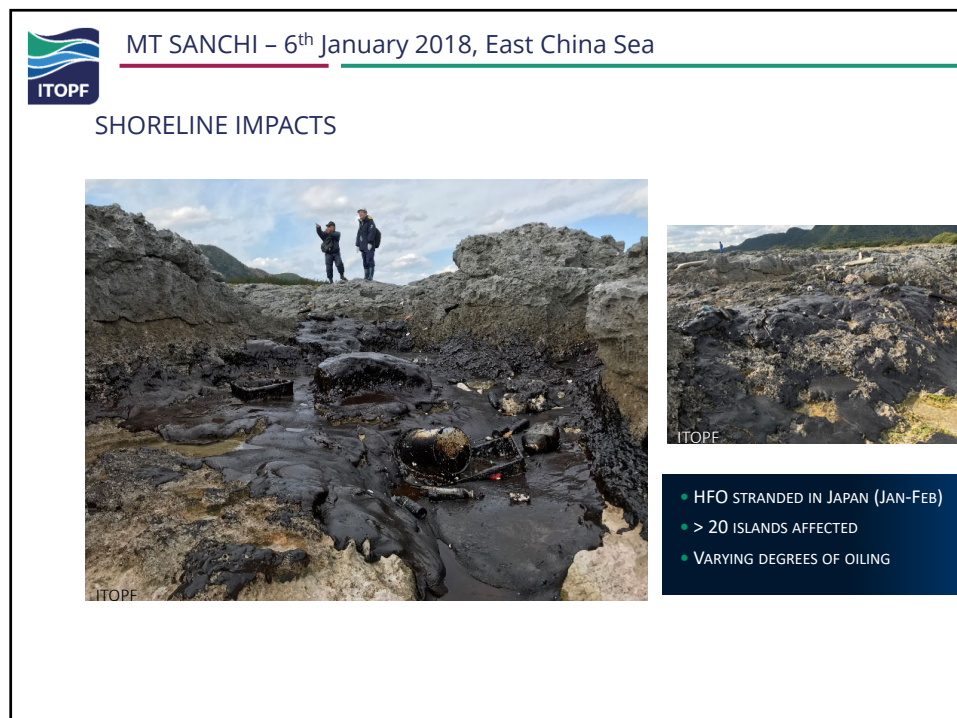 MT SANCHI – 6th January 2018, East China Sea
ITOPF
SHORELINE IMPACTS
ITOPF
ITOPF
• HFO STRANDED IN JAPAN (JAN-FEB)
• > 20 ISLANDS AFFECTED
• VARYING DEGREES OF OILING